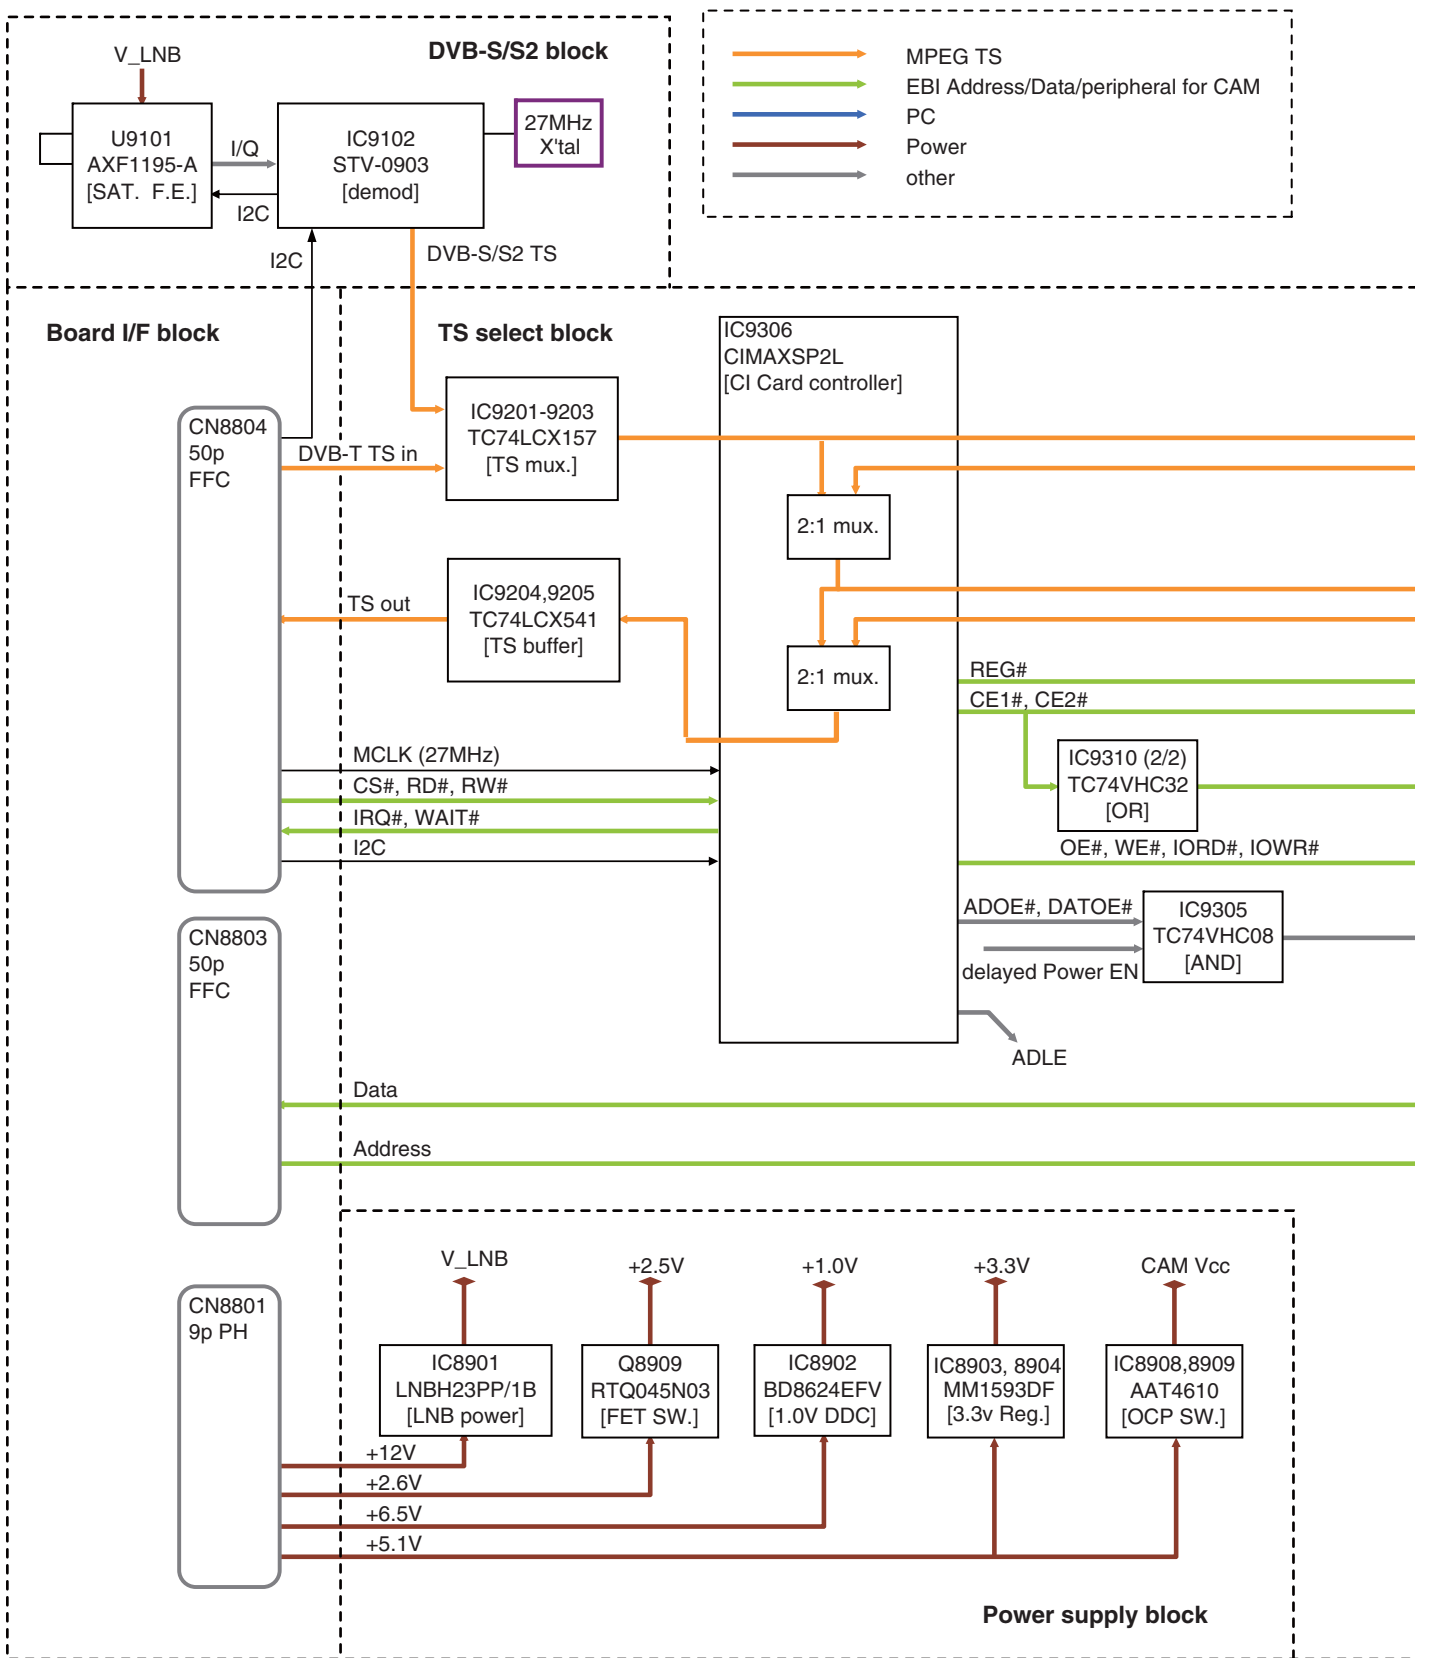 DVB-S/S2 block
V_LNB
U9101
AXF1195-A
[SAT. F.E.]
I/Q
I2C
IC9102
STV-0903
[demod]
27MHz
X'tal
I2C
DVB-S/S2 TS
MPEG TS
EBI Address/Data/peripheral for CAM
PC
Power
other
Board I/F block
TS select block
IC9306
CIMAXSP2L
[CI Card controller]
CN8804
50p
FFC
DVB-T TS in
IC9201-9203
TC74LCX157
[TS mux.]
2:1 mux.
TS out
IC9204,9205
TC74LCX541
[TS buffer]
2:1 mux.
REG#
CE1#, CE2#
IC9310 (2/2)
TC74VHC32
[OR]
MCLK (27MHz)
CS#, RD#, RW#
IRQ#, WAIT#
I2C
OE#, WE#, IORD#, IOWR#
ADOE#, DATOE#
delayed Power EN
IC9305
TC74VHC08
[AND]
ADLE
CN8803
50p
FFC
Data
Address
V_LNB
+2.5V
+1.0V
+3.3V
CAM Vcc
CN8801
9p PH
IC8901
LNBH23PP/1B
[LNB power]
Q8909
RTQ045N03
[FET SW.]
IC8902
BD8624EFV
[1.0V DDC]
IC8903, 8904
MM1593DF
[3.3v Reg.]
IC8908,8909
AAT4610
[OCP SW.]
+12V
+2.6V
+6.5V
+5.1V
Power supply block